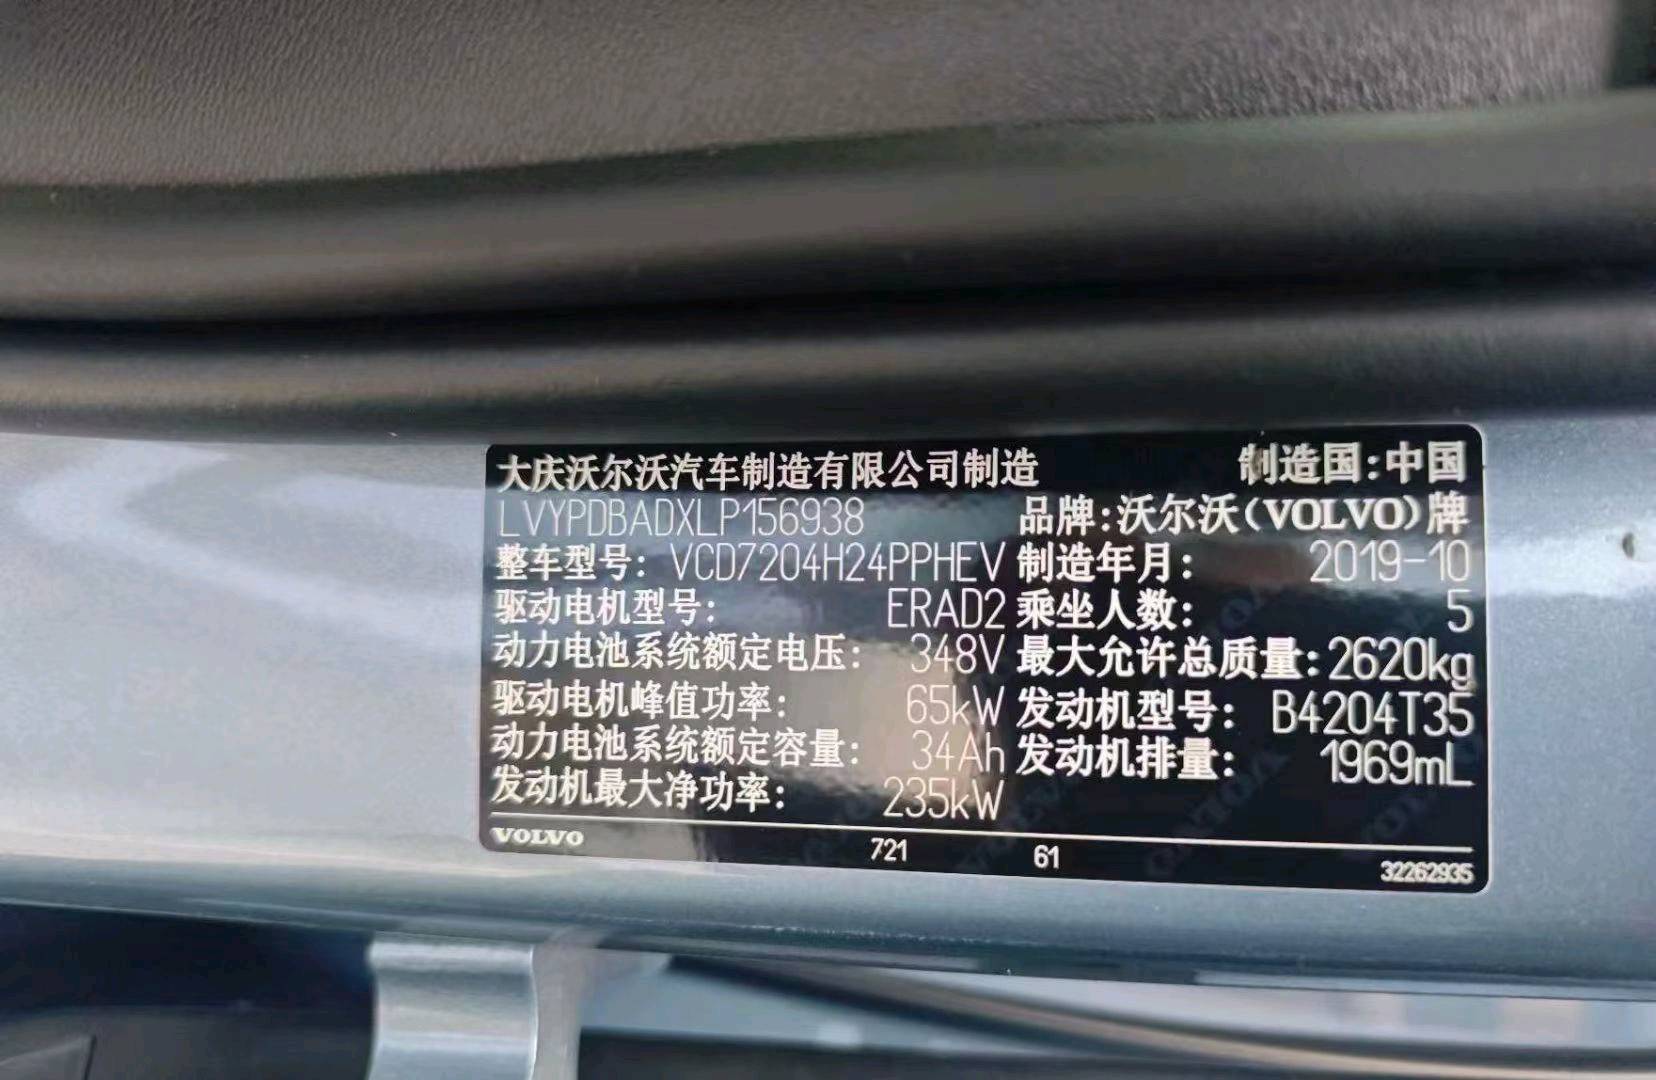 大庆沃尔沃汽车制造有限公司制造 制造国:中国
LVYPDBADXLP156938 品牌:沃尔沃(VOLVO)牌
整车型号: VCD7204H24PPHEV 制造年月: 2019-10
驱动电机型号: ERAD2 乘坐人数: 5
动力电池系统额定电压: 348V 最大允许总质量:2620kg
驱动电机峰值功率: 65kW 发动机型号: B4204T35
动力电池系统额定容量: 34Ah 发动机排量: 1969mL
发动机最大净功率: 235kW
VOLVO 721 61 32262935